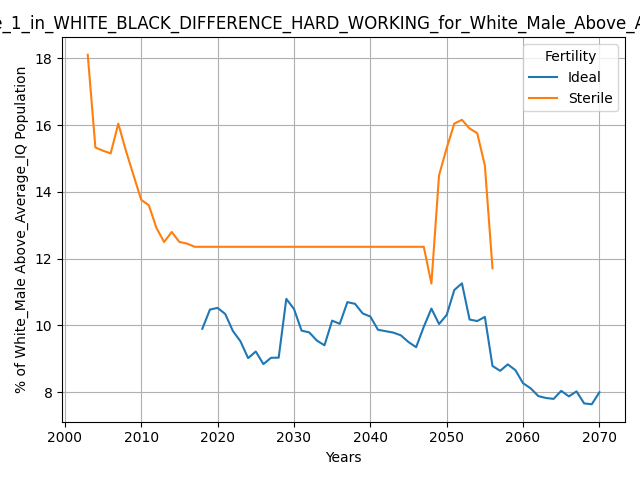 e_1_in_WHITE_BLACK_DIFFERENCE_HARD_WORKING_for_White_Male_Above_A
% of White_Male Above_Average_IQ Population
18
16
14
12
10
8
Fertility
Ideal
Sterile
2000 2010 2020 2030 2040 2050 2060 2070
Years